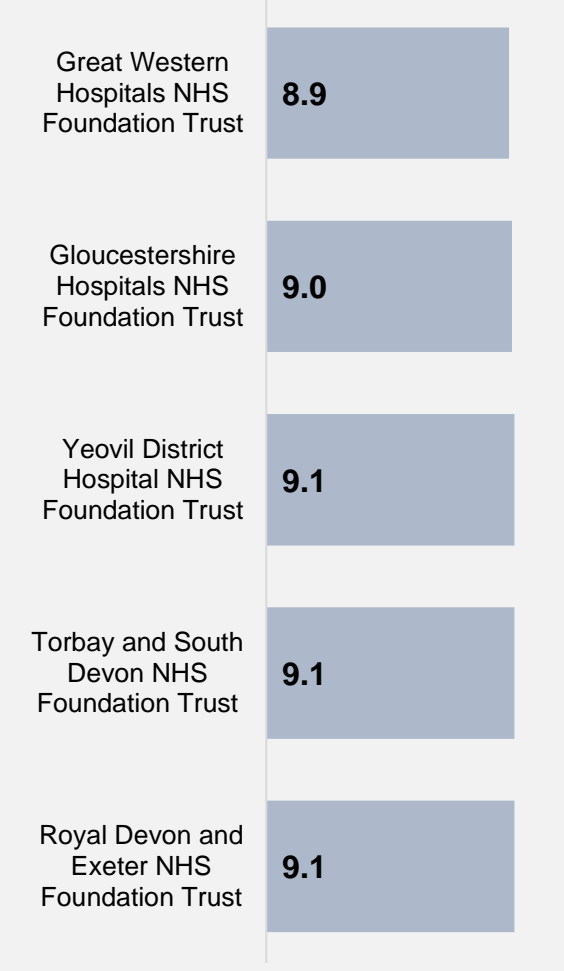 Great Western
Hospitals NHS
Foundation Trust
8.9
Gloucestershire
Hospitals NHS
Foundation Trust
9.0
Yeovil District
Hospital NHS
Foundation Trust
9.1
Torbay and South
Devon NHS
Foundation Trust
9.1
Royal Devon and
Exeter NHS
Foundation Trust
9.1